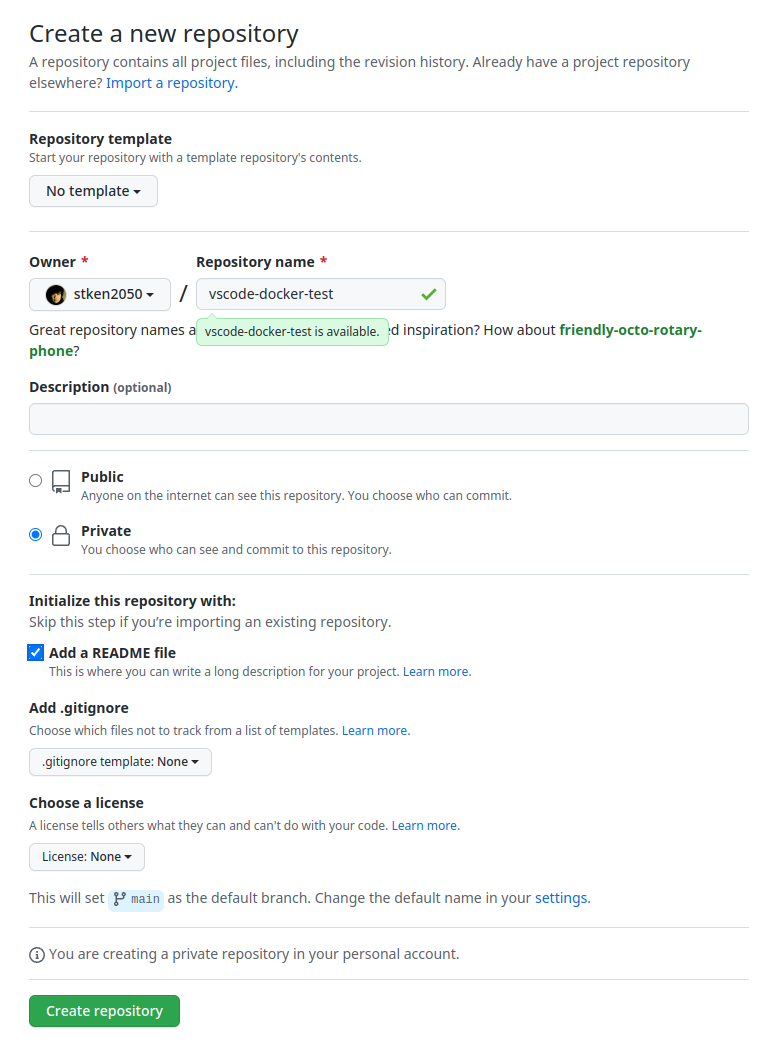 Create a new repository
A repository contains all project files, including the revision history. Already have a project repository
elsewhere? Import a repository.
Repository template
Start your repository with a template repository's contents.
No template
Owner *
Repository name *
stken2050 / vscode-docker-test
Great repository names a
vscode-docker-test is available.
d inspiration? How about friendly-octo-rotary-
phone?
Description (optional)
Public
Anyone on the internet can see this repository. You choose who can commit.
Private
You choose who can see and commit to this repository.
Initialize this repository with:
Skip this step if you’re importing an existing repository.
Add a README file
This is where you can write a long description for your project. Learn more.
Add .gitignore
Choose which files not to track from a list of templates. Learn more.
.gitignore template: None
Choose a license
A license tells others what they can and can't do with your code. Learn more.
License: None
This will set main as the default branch. Change the default name in your settings.
You are creating a private repository in your personal account.
Create repository